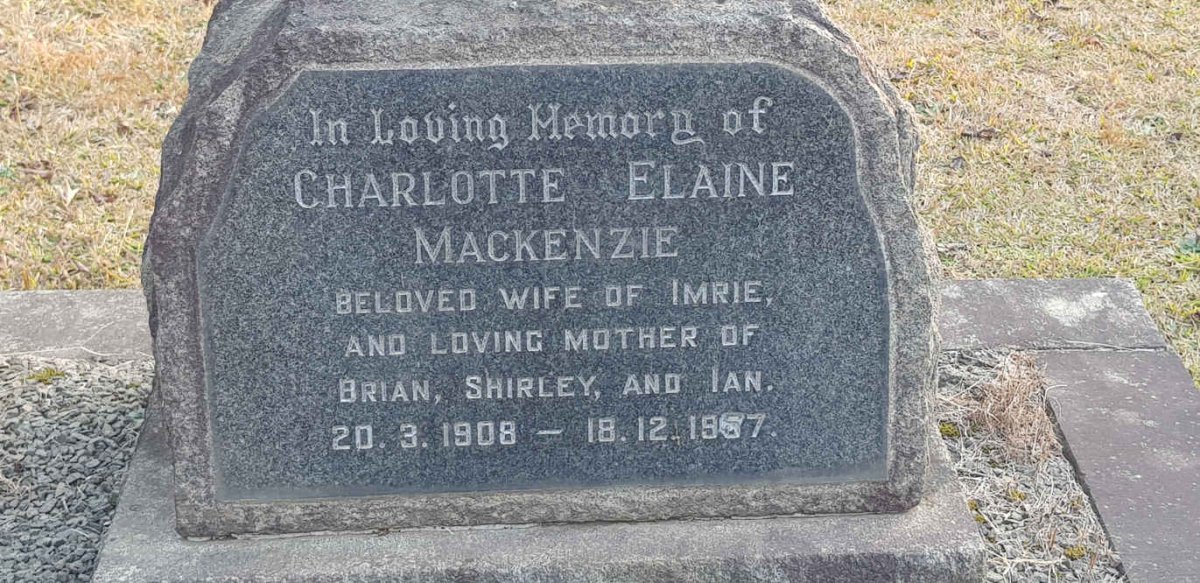 In Loving Memory of
CHARLOTTE ELAINE
MACKENZIE
BELOVED WIFE OF IMRIE,
AND LOVING MOTHER OF
BRIAN, SHIRLEY, AND IAN.
20. 3. 1908 – 18. 12.